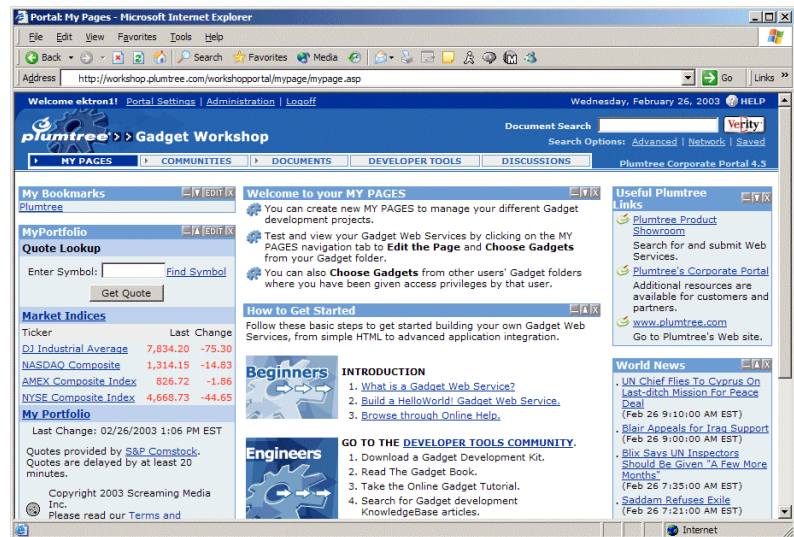 Portal: My Pages - Microsoft Internet Explorer
File Edit View Favorites Tools Help
Back Search Favorites Media
Address http://workshop.plumtree.com/workshopportal/mypage/mypage.asp Go Links »
Welcome ektron1! Portal Settings | Administration | Logoff
Wednesday, February 26, 2003 HELP
plumtree >> Gadget Workshop
Document Search Verity
Search Options: Advanced | Network | Saved
MY PAGES COMMUNITIES DOCUMENTS DEVELOPER TOOLS DISCUSSIONS
Plumtree Corporate Portal 4.5
My Bookmarks EDIT X
Plumtree
MyPortfolio EDIT X
Quote Lookup
Enter Symbol: Find Symbol
Get Quote
Market Indices
Ticker Last Change
DJ Industrial Average 7,834.20 -75.30
NASDAQ Composite 1,314.15 -14.83
AMEX Composite Index 826.72 -1.86
NYSE Composite Index 4,668.73 -44.65
My Portfolio
Last Change: 02/26/2003 1:06 PM EST
Quotes provided by S&P Comstock.
Quotes are delayed by at least 20
minutes.
Copyright 2003 Screaming Media
Inc.
Please read our Terms and
Welcome to your MY PAGES
You can create new MY PAGES to manage your different Gadget
development projects.
Test and view your Gadget Web Services by clicking on the MY
PAGES navigation tab to Edit the Page and Choose Gadgets
from your Gadget folder.
You can also Choose Gadgets from other users' Gadget folders
where you have been given access privileges by that user.
How to Get Started
Follow these basic steps to get started building your own Gadget Web
Services, from simple HTML to advanced application integration.
Beginners
INTRODUCTION
1. What is a Gadget Web Service?
2. Build a HelloWorld! Gadget Web Service.
3. Browse through Online Help.
Engineers
GO TO THE DEVELOPER TOOLS COMMUNITY.
1. Download a Gadget Development Kit.
2. Read The Gadget Book.
3. Take the Online Gadget Tutorial.
4. Search for Gadget development
KnowledgeBase articles.
Useful Plumtree
Links
Plumtree Product
Showroom
Search for and submit Web
Services.
Plumtree's Corporate Portal
Additional resources are
available for customers and
partners.
www.plumtree.com
Go to Plumtree's Web site.
World News
. UN Chief Flies To Cyprus On
Last-ditch Mission For Peace
Deal
(Feb 26 9:10:00 AM EST)
. Blair Appeals for Iraq Support
(Feb 26 9:00:00 AM EST)
. Blix Says UN Inspectors
Should Be Given "A Few More
Months"
(Feb 26 7:35:00 AM EST)
. Saddam Refuses Exile
(Feb 26 7:21:00 AM EST)
Internet